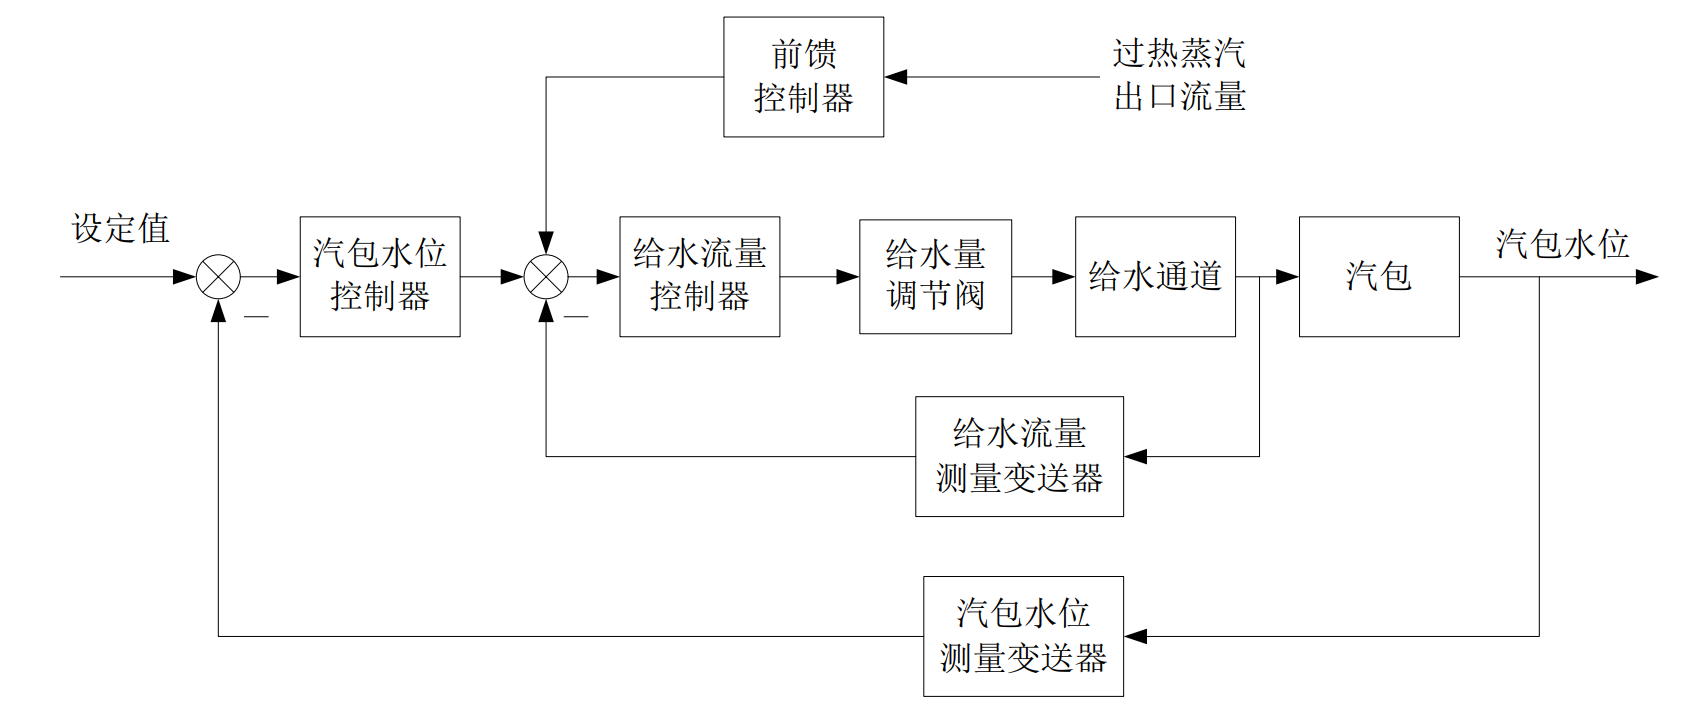 前馈
控制器
过热蒸汽
出口流量
设定值
汽包水位
控制器
给水流量
控制器
给水量
调节阀
给水通道
汽包
汽包水位
给水流量
测量变送器
汽包水位
测量变送器